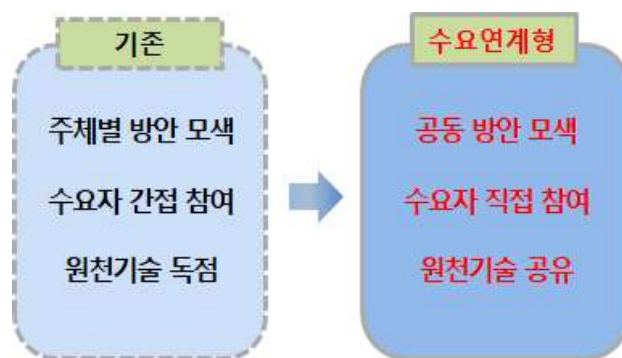 기존
주체별 방안 모색
수요자 간접 참여
원천기술 독점
수요연계형
공동 방안 모색
수요자 직접 참여
원천기술 공유